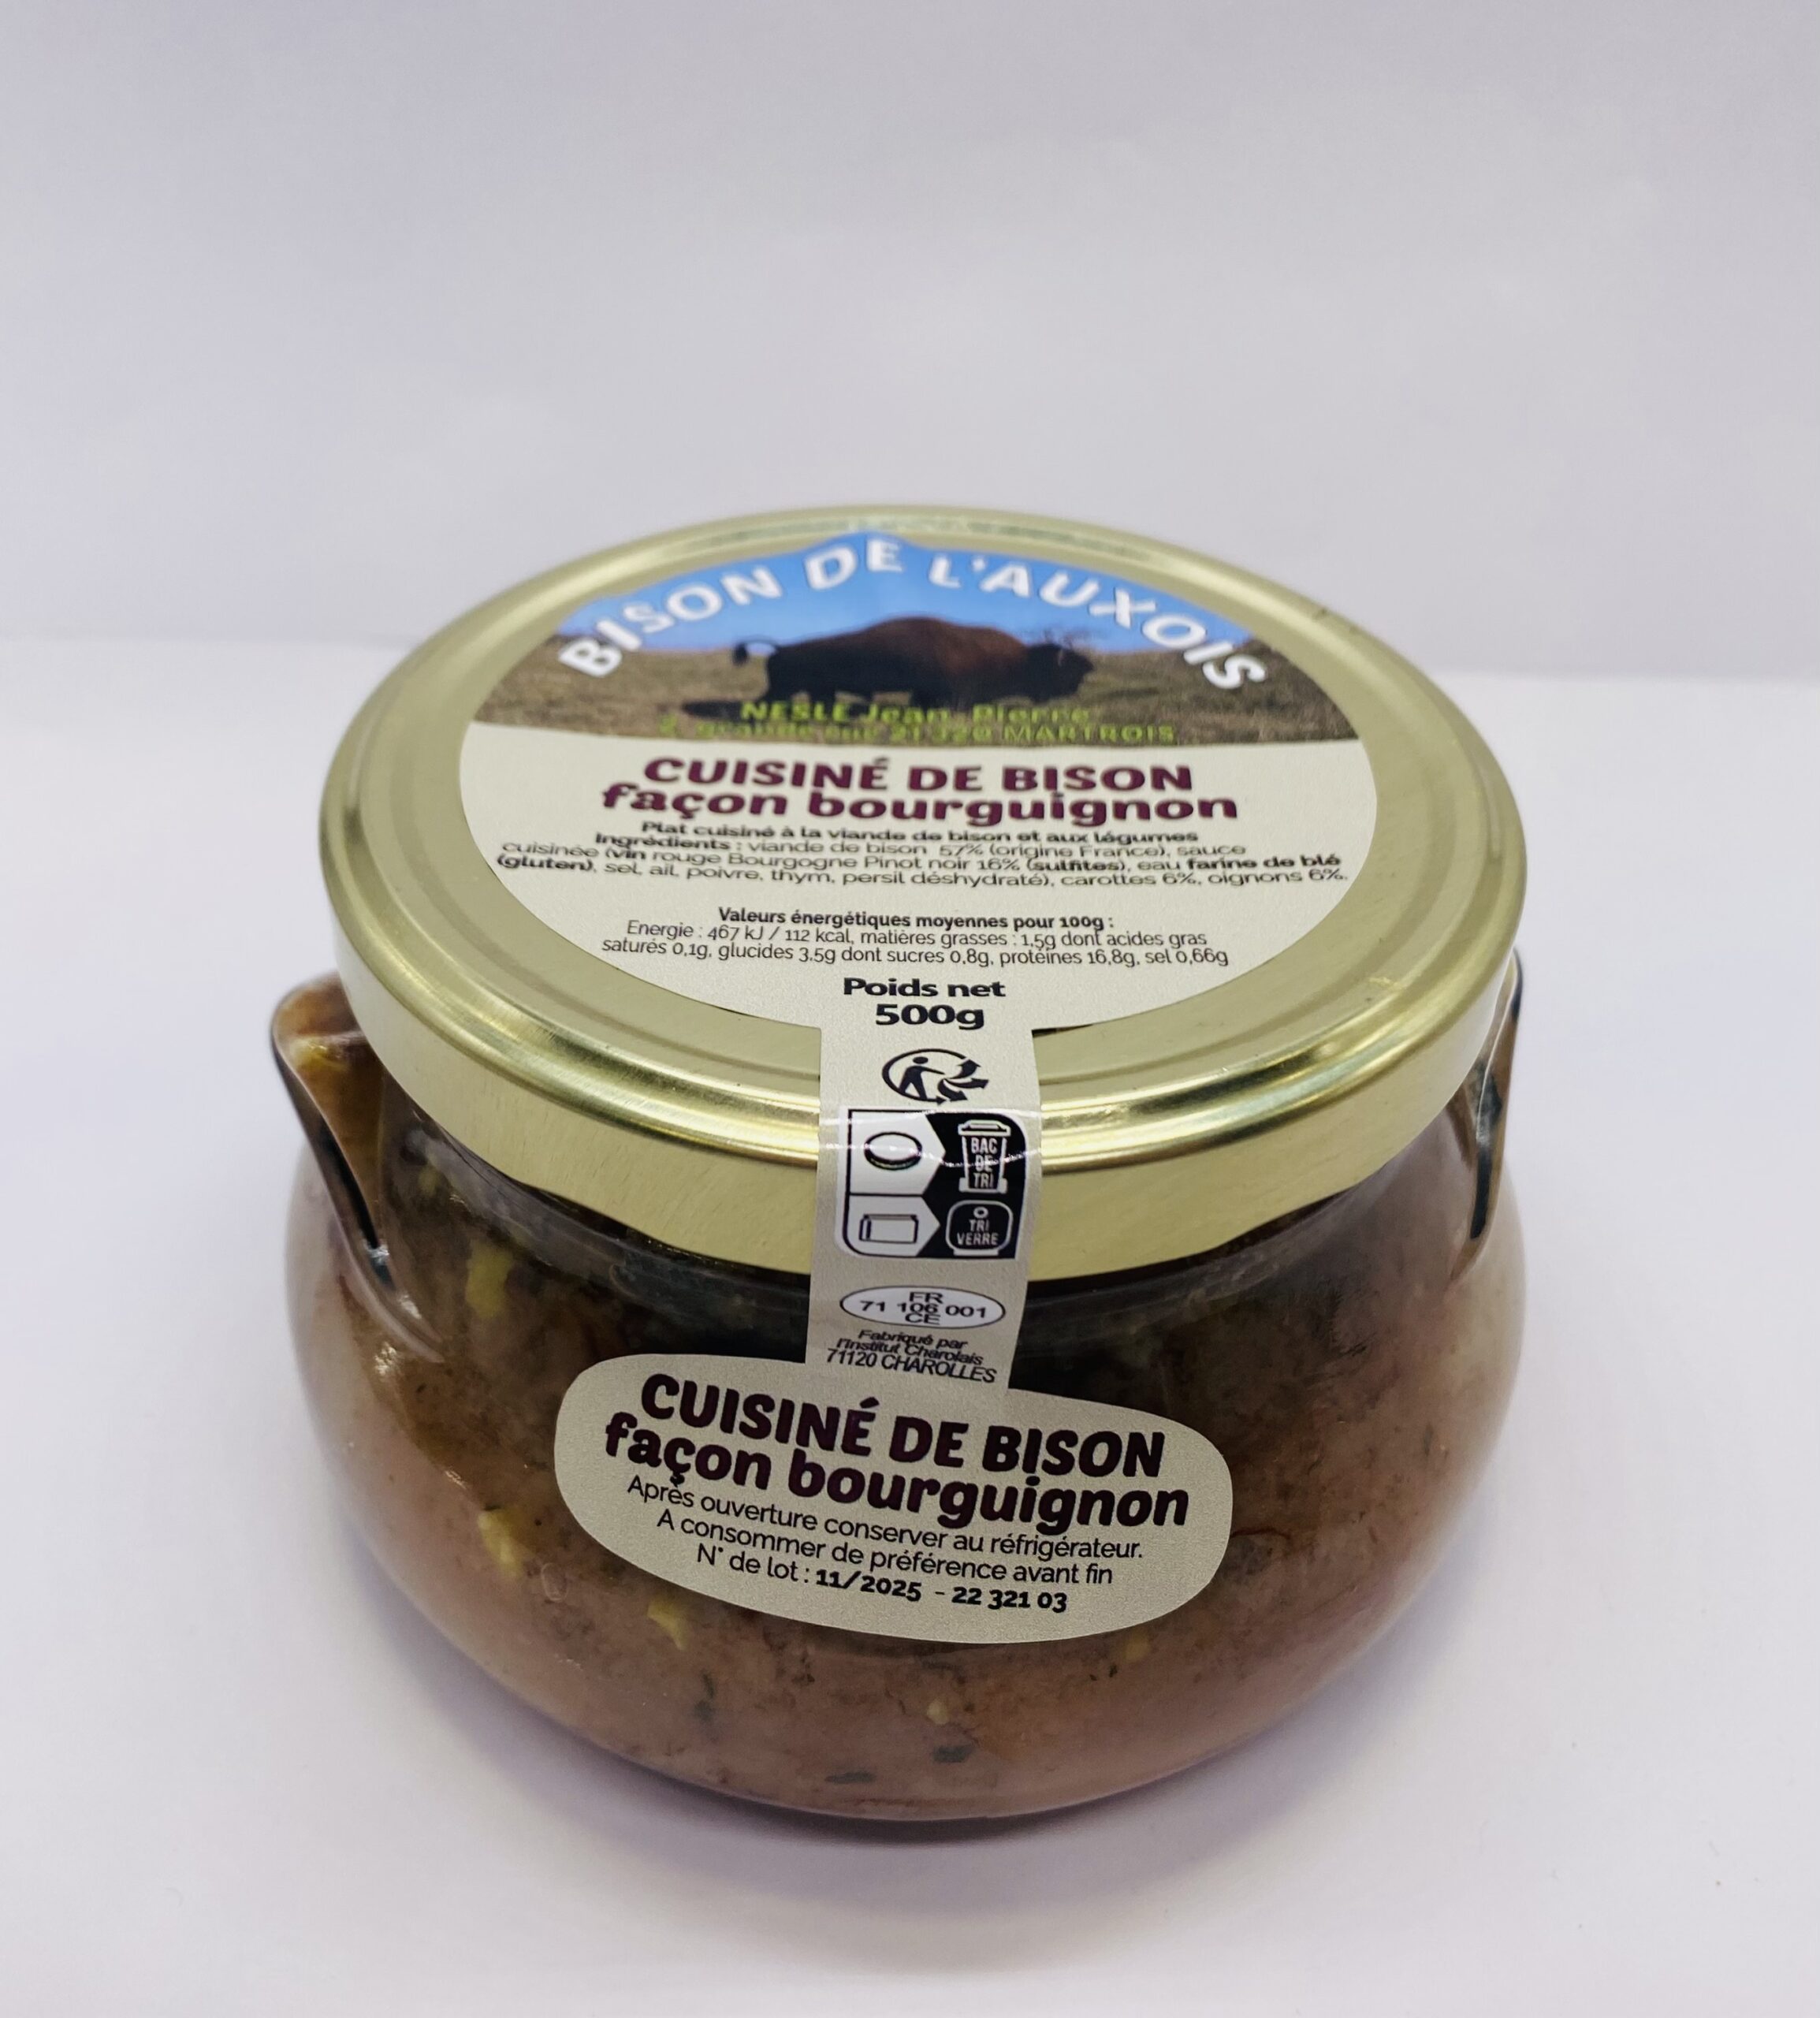 BISON DE L'AUXOIS
NESLE Jean-Pierre
2, grande rue 21 320 MARTROIS
CUISINÉ DE BISON
façon bourguignon
Plat cuisiné à la viande de bison et aux légumes
Ingrédients : viande de bison 57% (origine France), sauce
cuisinée (vin rouge Bourgogne Pinot noir 16% (sulfites), eau farine de blé
(gluten), sel, ail, poivre, thym, persil déshydraté), carottes 6%, oignons 6%.
Valeurs énergétiques moyennes pour 100g :
Energie : 467 kJ / 112 kcal, matières grasses : 1,5g dont acides gras
saturés 0,1g, glucides 3,5g dont sucres 0,8g, protéines 16,8g, sel 0,66g
Poids net
500g
BAC
DE
TRI
TRI
VERRE
FR
71 106 001
CE
Fabriqué par
l'Institut Charolais
71120 CHAROLLES
CUISINÉ DE BISON
façon bourguignon
Après ouverture conserver au réfrigérateur.
A consommer de préférence avant fin
N° de lot : 11/2025 - 22 321 03